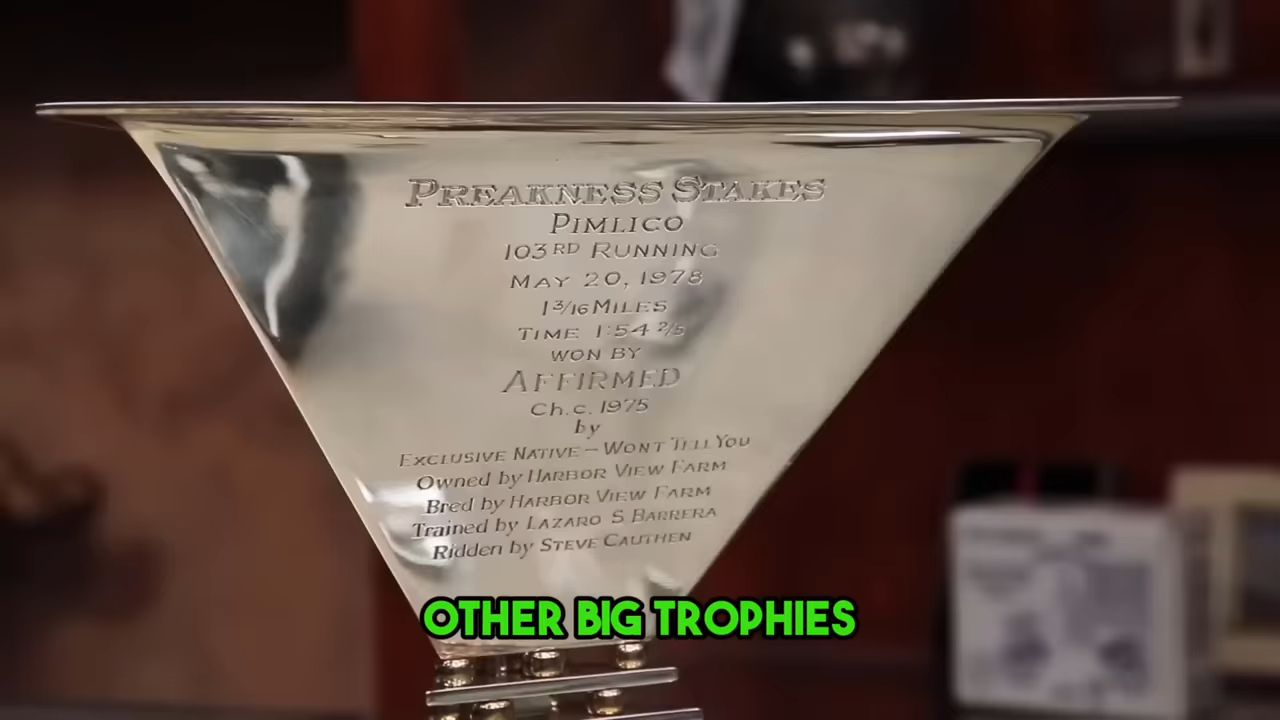 PREAKNESS STAKES
PIMLICO
103RD RUNNING
MAY 20, 1978
1 3/16 MILES
TIME 1:54 2/5
WON BY
AFFIRMED
Ch. c. 1975
by
EXCLUSIVE NATIVE – WONT TELL YOU
Owned by HARBOR VIEW FARM
Bred by HARBOR VIEW FARM
Trained by LAZARO S BARRERA
Ridden by STEVE CAUTHEN
OTHER BIG TROPHIES